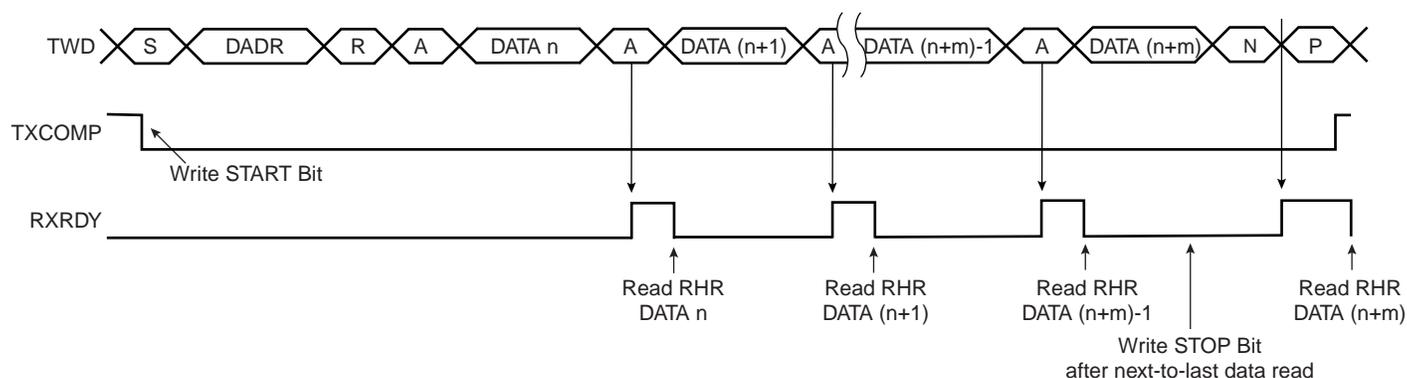 TWD S DADR R A DATA n A DATA (n+1) A DATA (n+m)-1 A DATA (n+m) N P
TXCOMP
Write START Bit
RXRDY
Read RHR
DATA n
Read RHR
DATA (n+1)
Read RHR
DATA (n+m)-1
Read RHR
DATA (n+m)
Write STOP Bit
after next-to-last data read